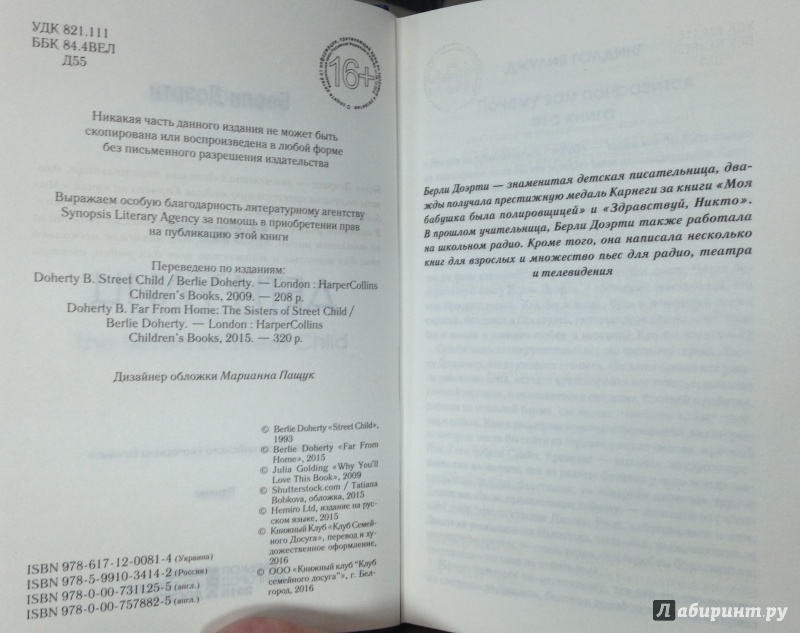 УДК 821.111
ББК 84.4ВЕЛ
Д55
16+
Никакая часть данного издания не может быть
скопирована или воспроизведена в любой форме
без письменного разрешения издательства
Выражаем особую благодарность литературному агентству
Synopsis Literary Agency за помощь в приобретении прав
на публикацию этой книги
Переведено по изданиям:
Doherty B. Street Child / Berlie Doherty. — London : HarperCollins
Children's Books, 2009. — 208 p.
Doherty B. Far From Home: The Sisters of Street Child /
Berlie Doherty. — London : HarperCollins
Children's Books, 2015. — 320 p.
Дизайнер обложки Марианна Пащук
© Berlie Doherty «Street Child»,
1993
© Berlie Doherty «Far From
Home», 2015
© Julia Golding «Why You'll
Love This Book», 2009
© Shutterstock.com / Tatiana
Bobkova, обложка, 2015
© Hemiro Ltd, издание на рус-
ском языке, 2015
© Книжный Клуб «Клуб Семей-
ного Досуга», перевод и ху-
дожественное оформление,
2016
© ООО «Книжный клуб "Клуб
семейного досуга"», г. Бел-
город, 2016
ISBN 978-617-12-0081-4 (Украина)
ISBN 978-5-9910-3414-2 (Россия)
ISBN 978-0-00-731125-5 (англ.)
ISBN 978-0-00-757882-5 (англ.)
Берли Доэрти — знаменитая детская писательница, два-
жды получала престижную медаль Карнеги за книги «Моя
бабушка была полировщицей» и «Здравствуй, Никто».
В прошлом учительница, Берли Доэрти также работала
на школьном радио. Кроме того, она написала несколько
книг для взрослых и множество пьес для радио, театра
и телевидения
Лабиринт.ру